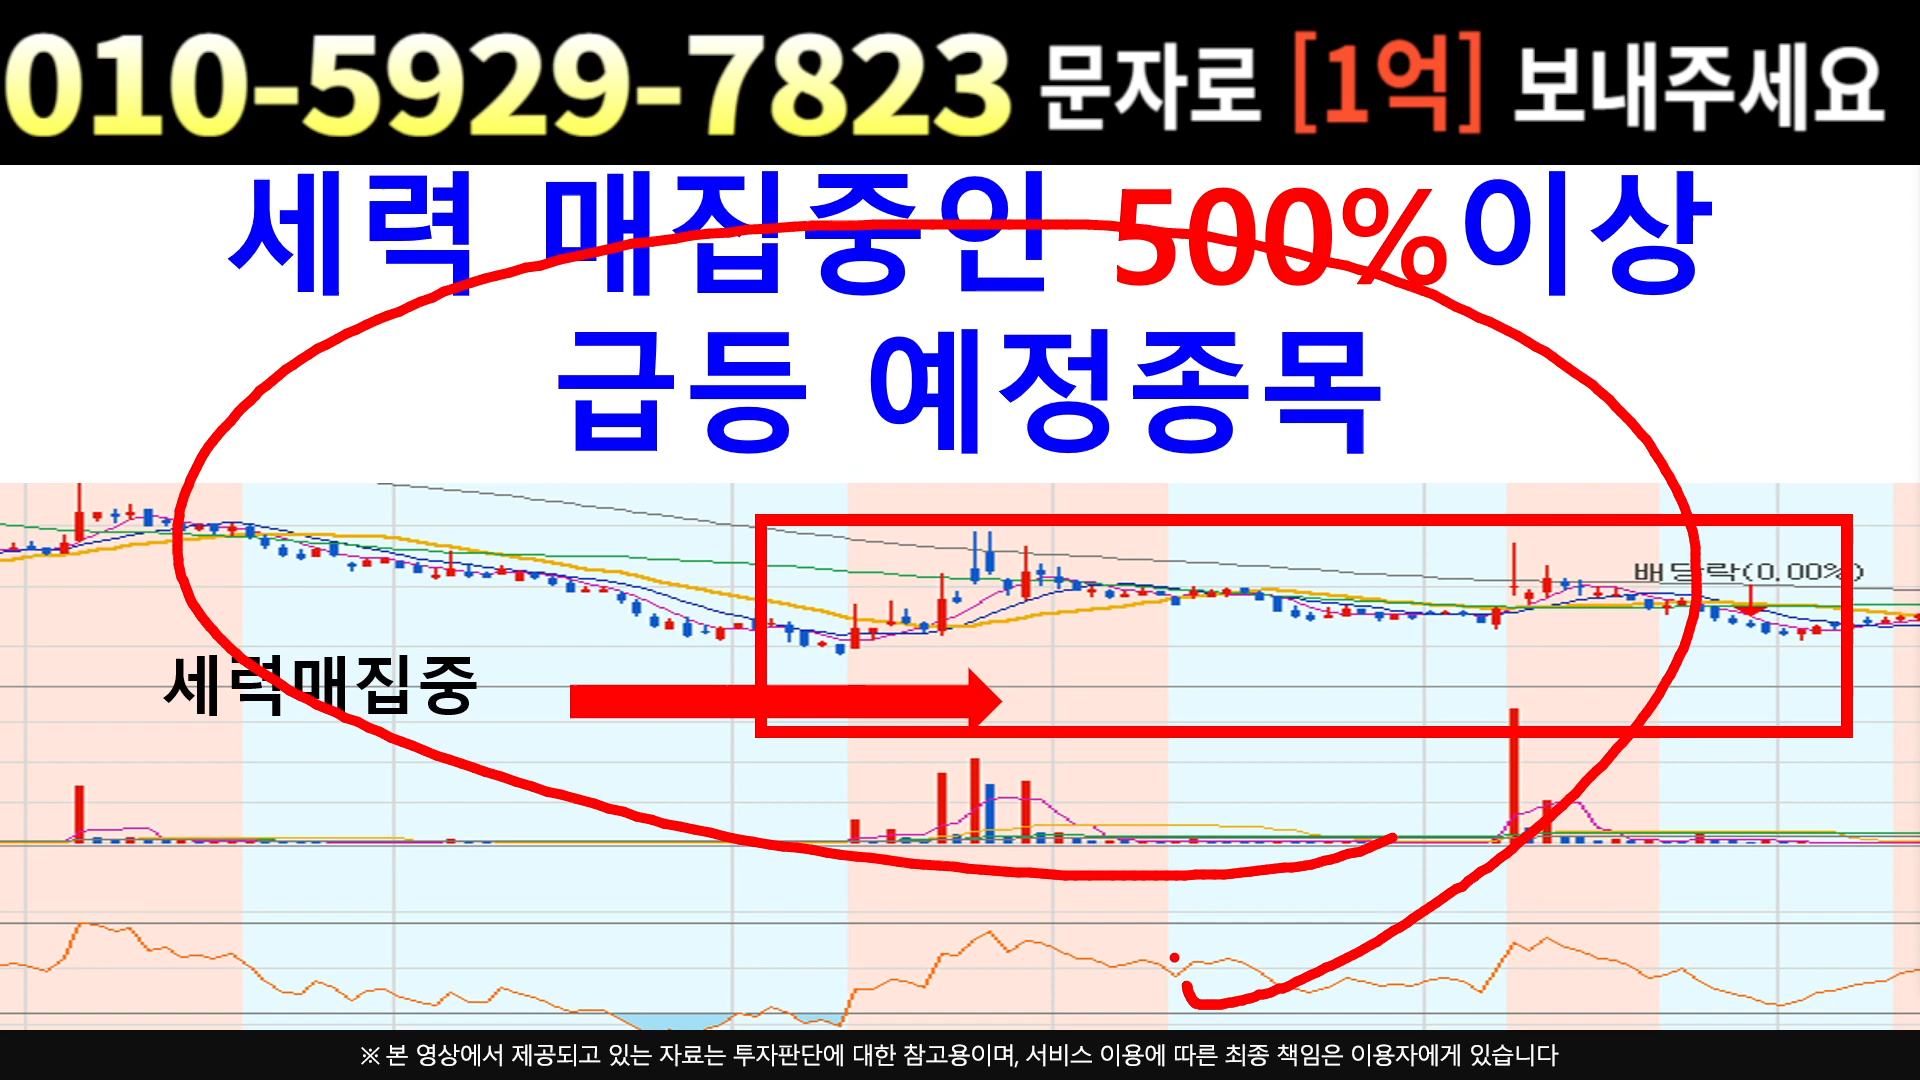 010-5929-7823 문자로 [1억] 보내주세요
세력 매집중인 500%이상
급등 예정종목
배당락(0.00%)
세력매집중
※ 본 영상에서 제공되고 있는 자료는 투자판단에 대한 참고용이며, 서비스 이용에 따른 최종 책임은 이용자에게 있습니다